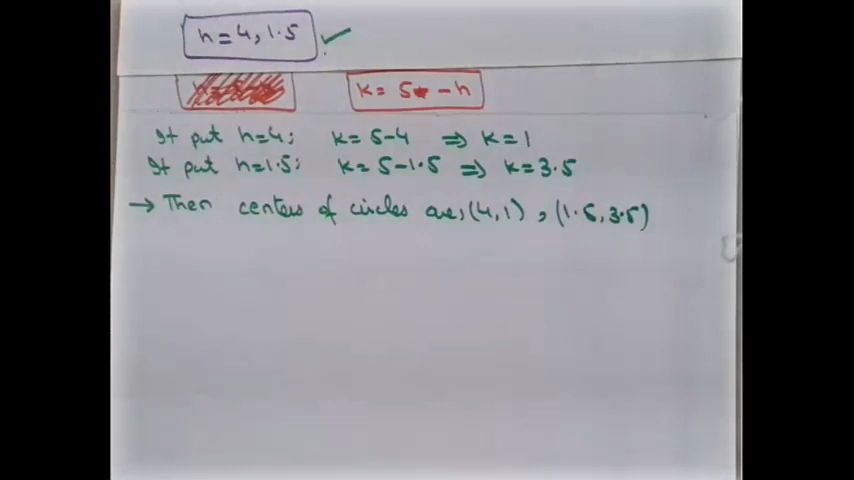 h = 4, 1.5 ✓
k = 5 - h
If put h=4; k = 5-4 ⇒ k = 1
If put h=1.5; k = 5-1.5 ⇒ k = 3.5
→ Then centers of circles are, (4,1) , (1.5, 3.5)